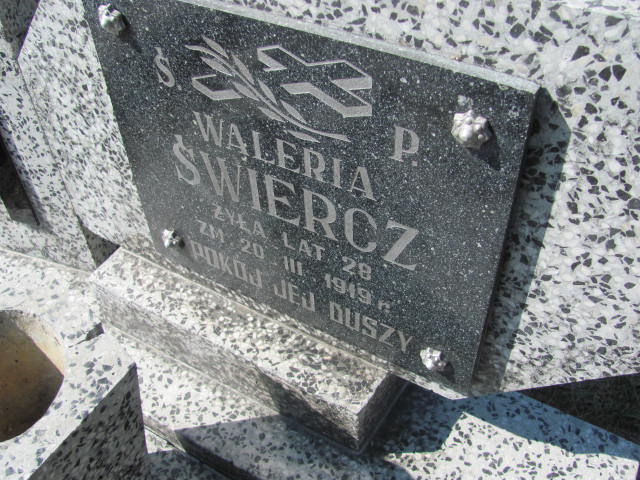 Ś P.
WALERIA
ŚWIERCZ
ŻYŁA LAT 28
ZM 20-III 1919 r.
POKÓJ JEJ DUSZY